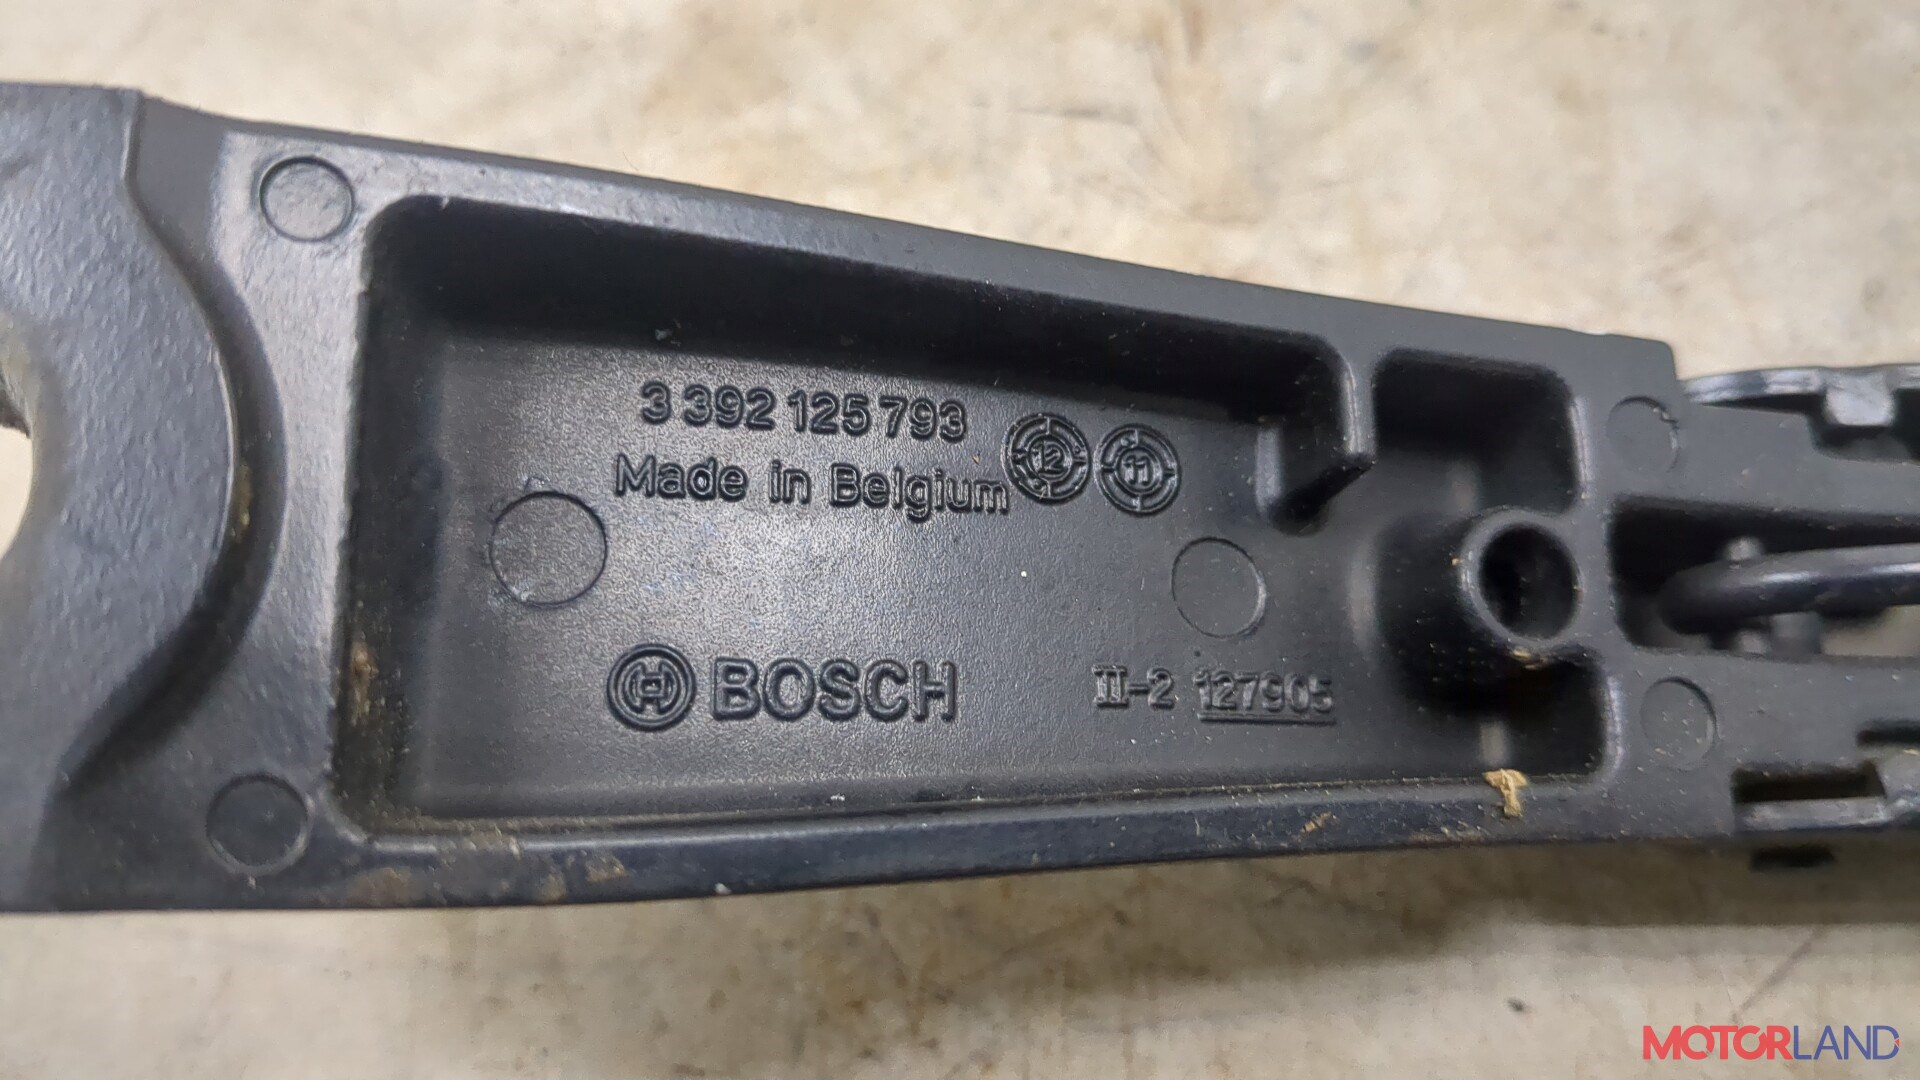 3 392 125 793
Made in Belgium
12
11
H BOSCH
II-2 127905
MOTORLAND